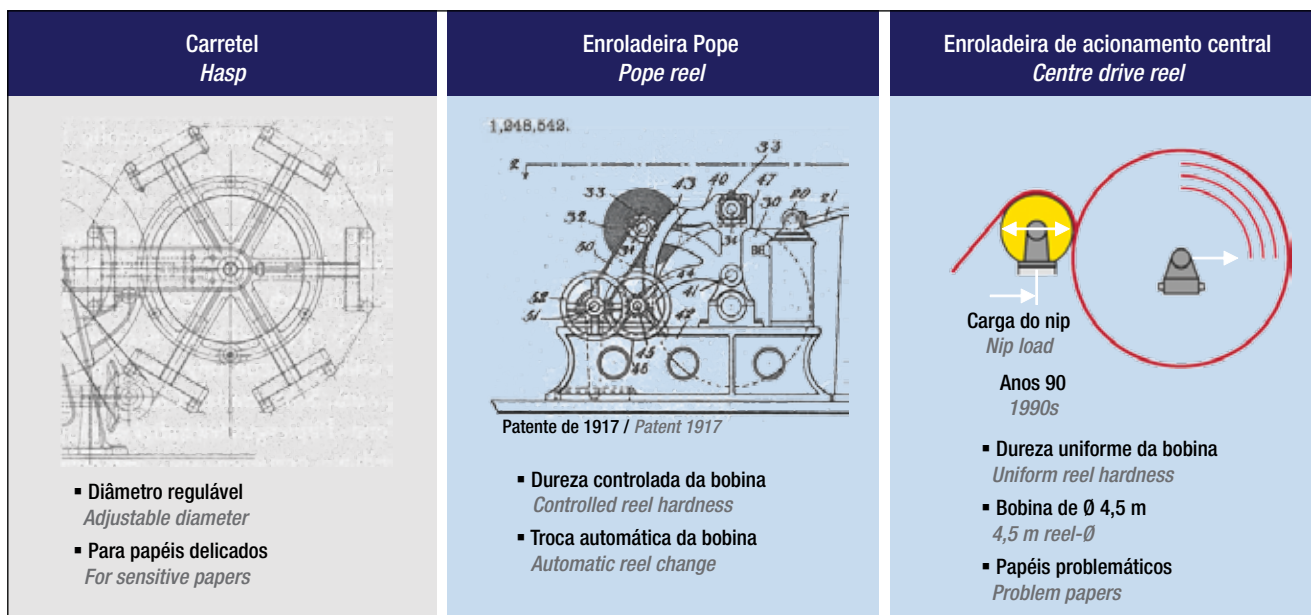 Carretel
Hasp
▪ Diâmetro regulável
Adjustable diameter
▪ Para papéis delicados
For sensitive papers
Enroladeira Pope
Pope reel
1,248,542.
2
33
43
40
33
47
30
20
21
32
50
31
31
44
41
52
51
42
45
46
Patente de 1917 / Patent 1917
▪ Dureza controlada da bobina
Controlled reel hardness
▪ Troca automática da bobina
Automatic reel change
Enroladeira de acionamento central
Centre drive reel
Carga do nip
Nip load
Anos 90
1990s
▪ Dureza uniforme da bobina
Uniform reel hardness
▪ Bobina de Ø 4,5 m
4,5 m reel-Ø
▪ Papéis problemáticos
Problem papers